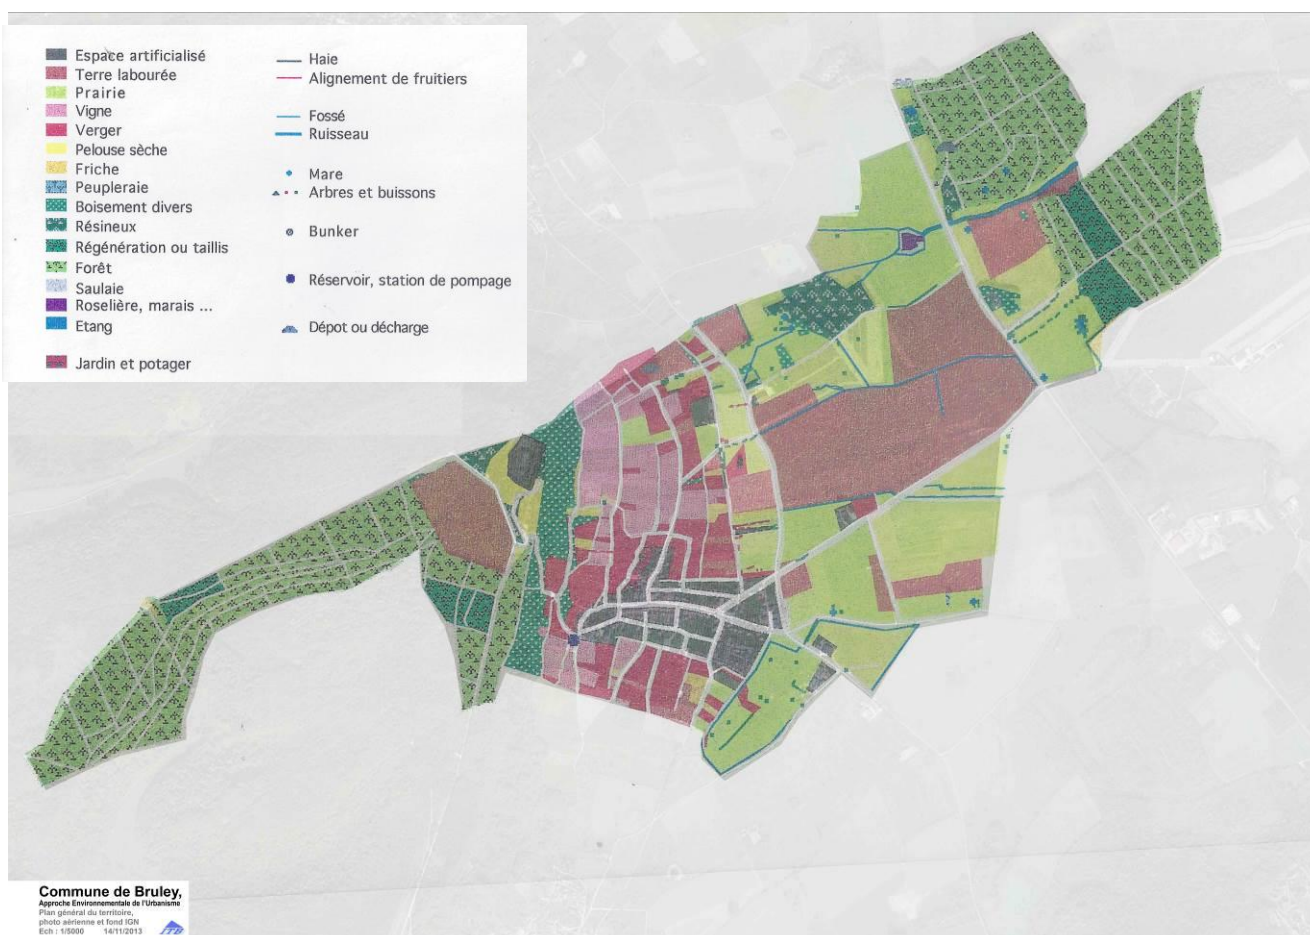 Espace artificialisé
Terre labourée
Prairie
Vigne
Verger
Pelouse sèche
Friche
Peupleraie
Boisement divers
Résineux
Régénération ou taillis
Forêt
Saulaie
Roselière, marais ...
Etang
Jardin et potager
Haie
Alignement de fruitiers
Fossé
Ruisseau
Mare
Arbres et buissons
Bunker
Réservoir, station de pompage
Dépot ou décharge
Commune de Bruley,
Approche Environnementale de l'Urbanisme
Plan général du territoire,
photo aérienne et fond IGN
Ech : 1/5000 14/11/2013